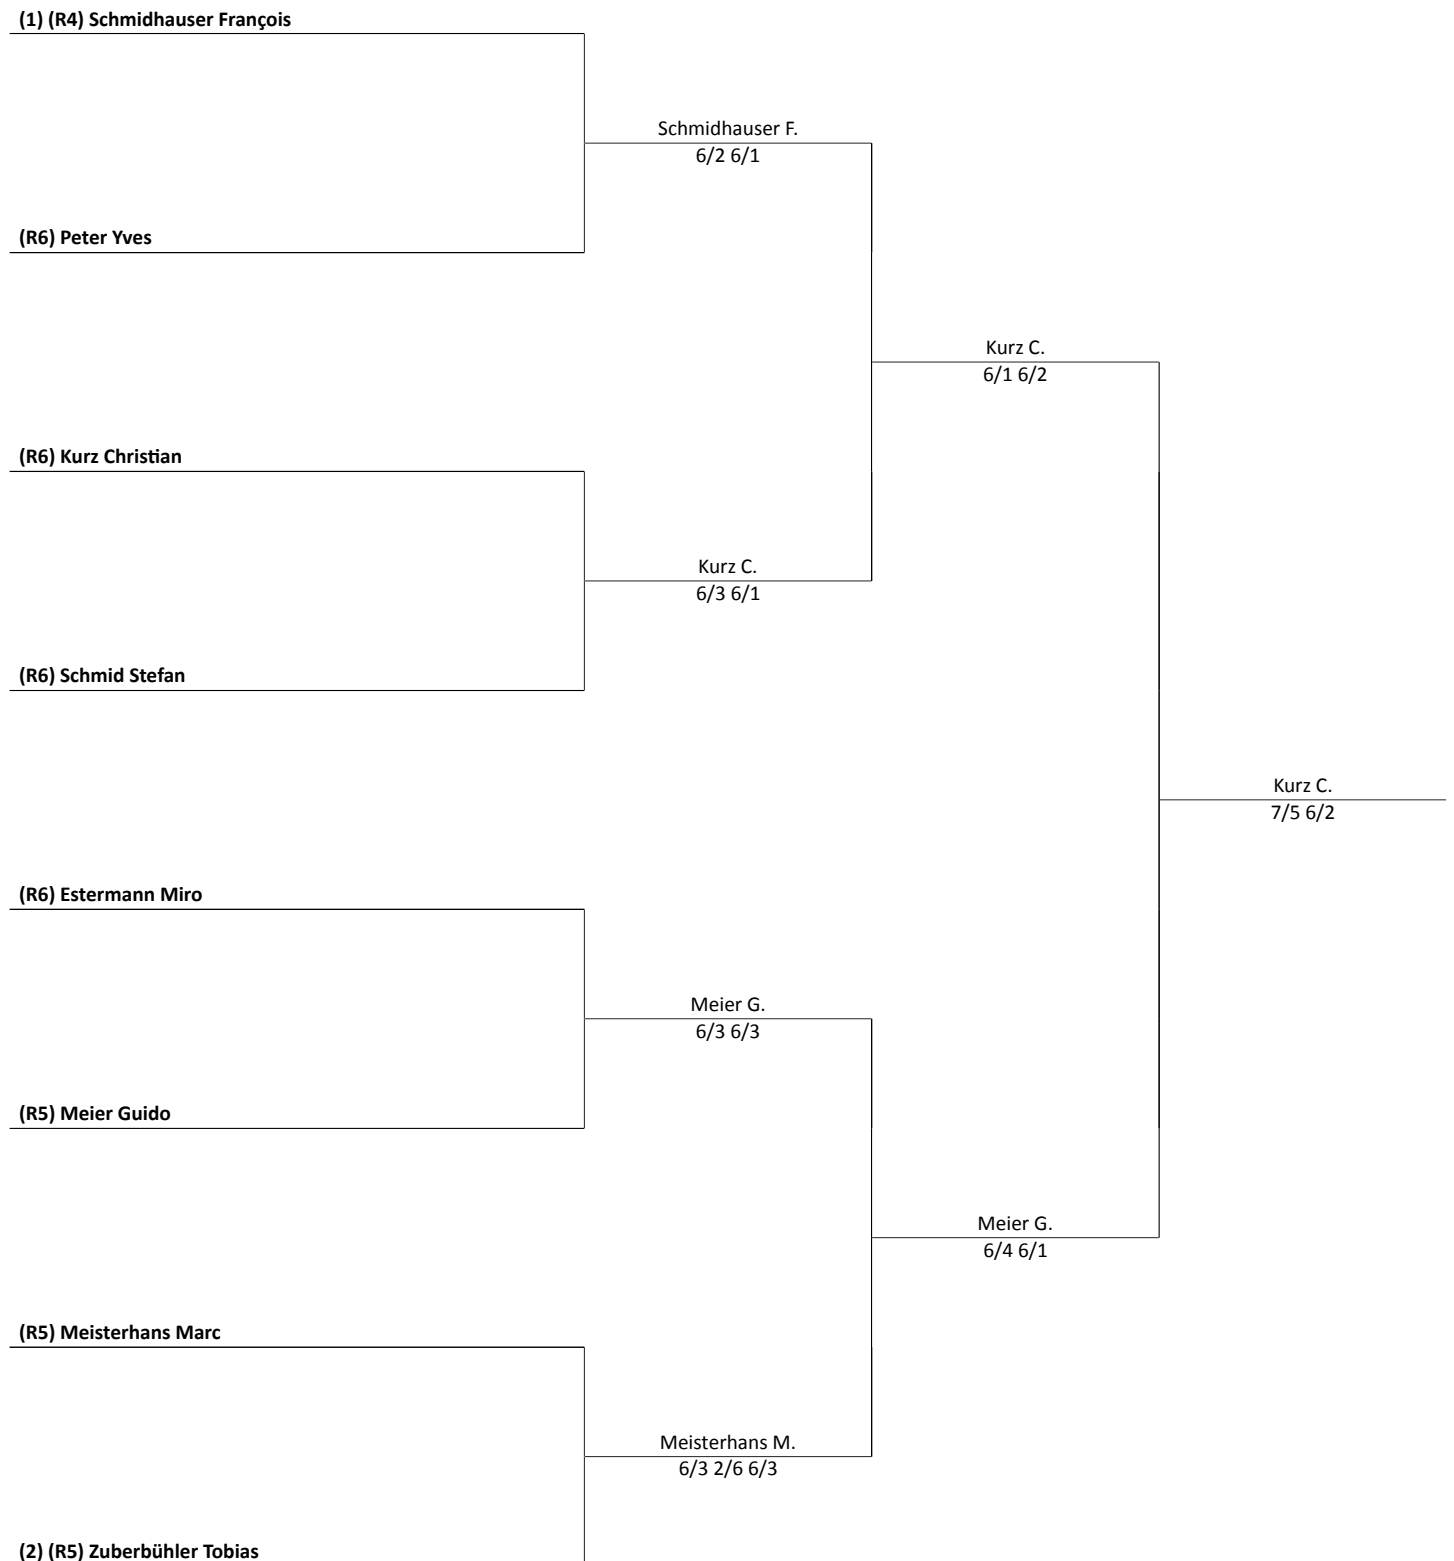 (1) (R4) Schmidhauser François
Schmidhauser F.
6/2 6/1
(R6) Peter Yves
Kurz C.
6/1 6/2
(R6) Kurz Christian
Kurz C.
6/3 6/1
(R6) Schmid Stefan
Kurz C.
7/5 6/2
(R6) Estermann Miro
Meier G.
6/3 6/3
(R5) Meier Guido
Meier G.
6/4 6/1
(R5) Meisterhans Marc
Meisterhans M.
6/3 2/6 6/3
(2) (R5) Zuberbühler Tobias